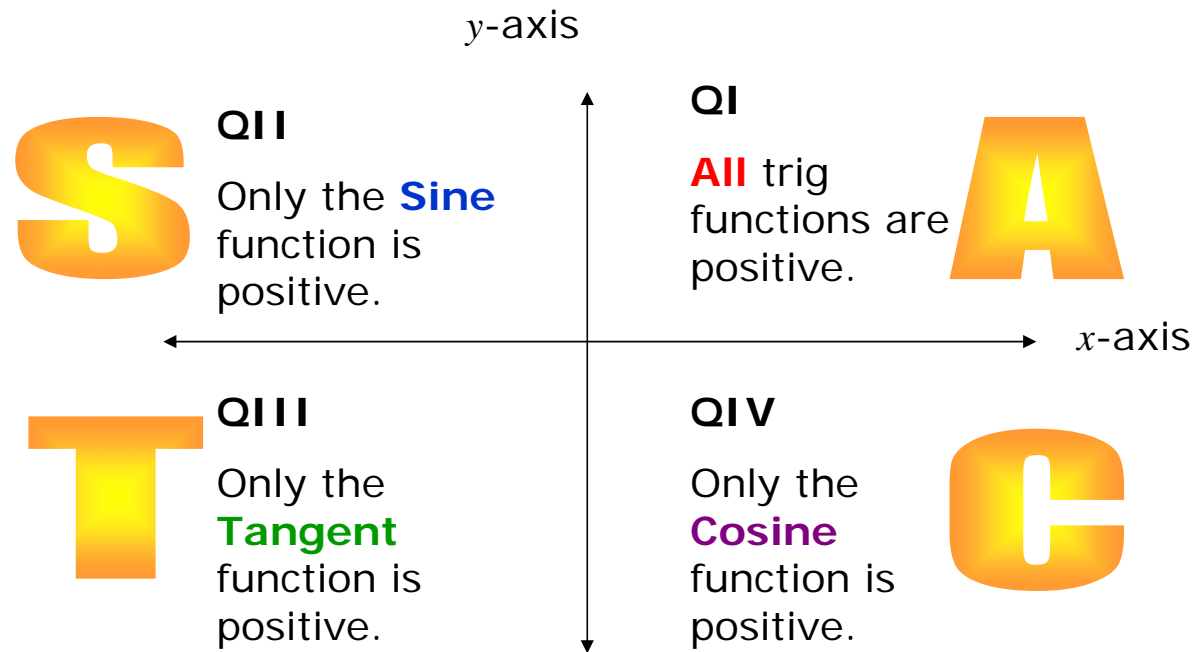 y-axis
S
QII
Only the Sine
function is
positive.
QI
All trig
functions are
positive.
A
x-axis
T
QIII
Only the
Tangent
function is
positive.
QIV
Only the
Cosine
function is
positive.
C